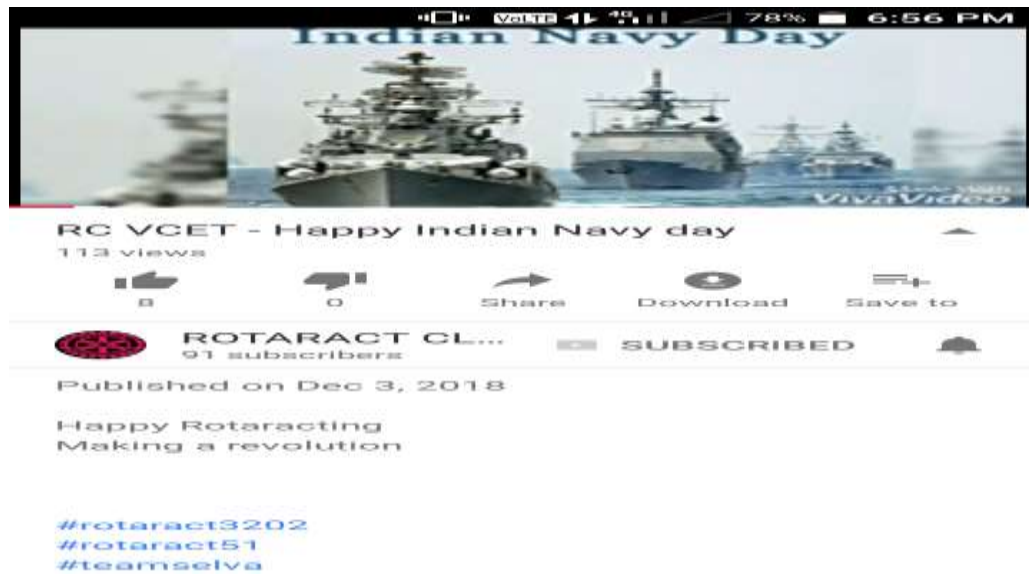 VoLTE 4G 78% 6:56 PM
Indian Navy Day
VivaVideo
RC VCET - Happy Indian Navy day
113 views
8 0 Share Download Save to
ROTARACT CL... SUBSCRIBED
91 subscribers
Published on Dec 3, 2018
Happy Rotaracting
Making a revolution
#rotaract3202
#rotaract51
#teamselva